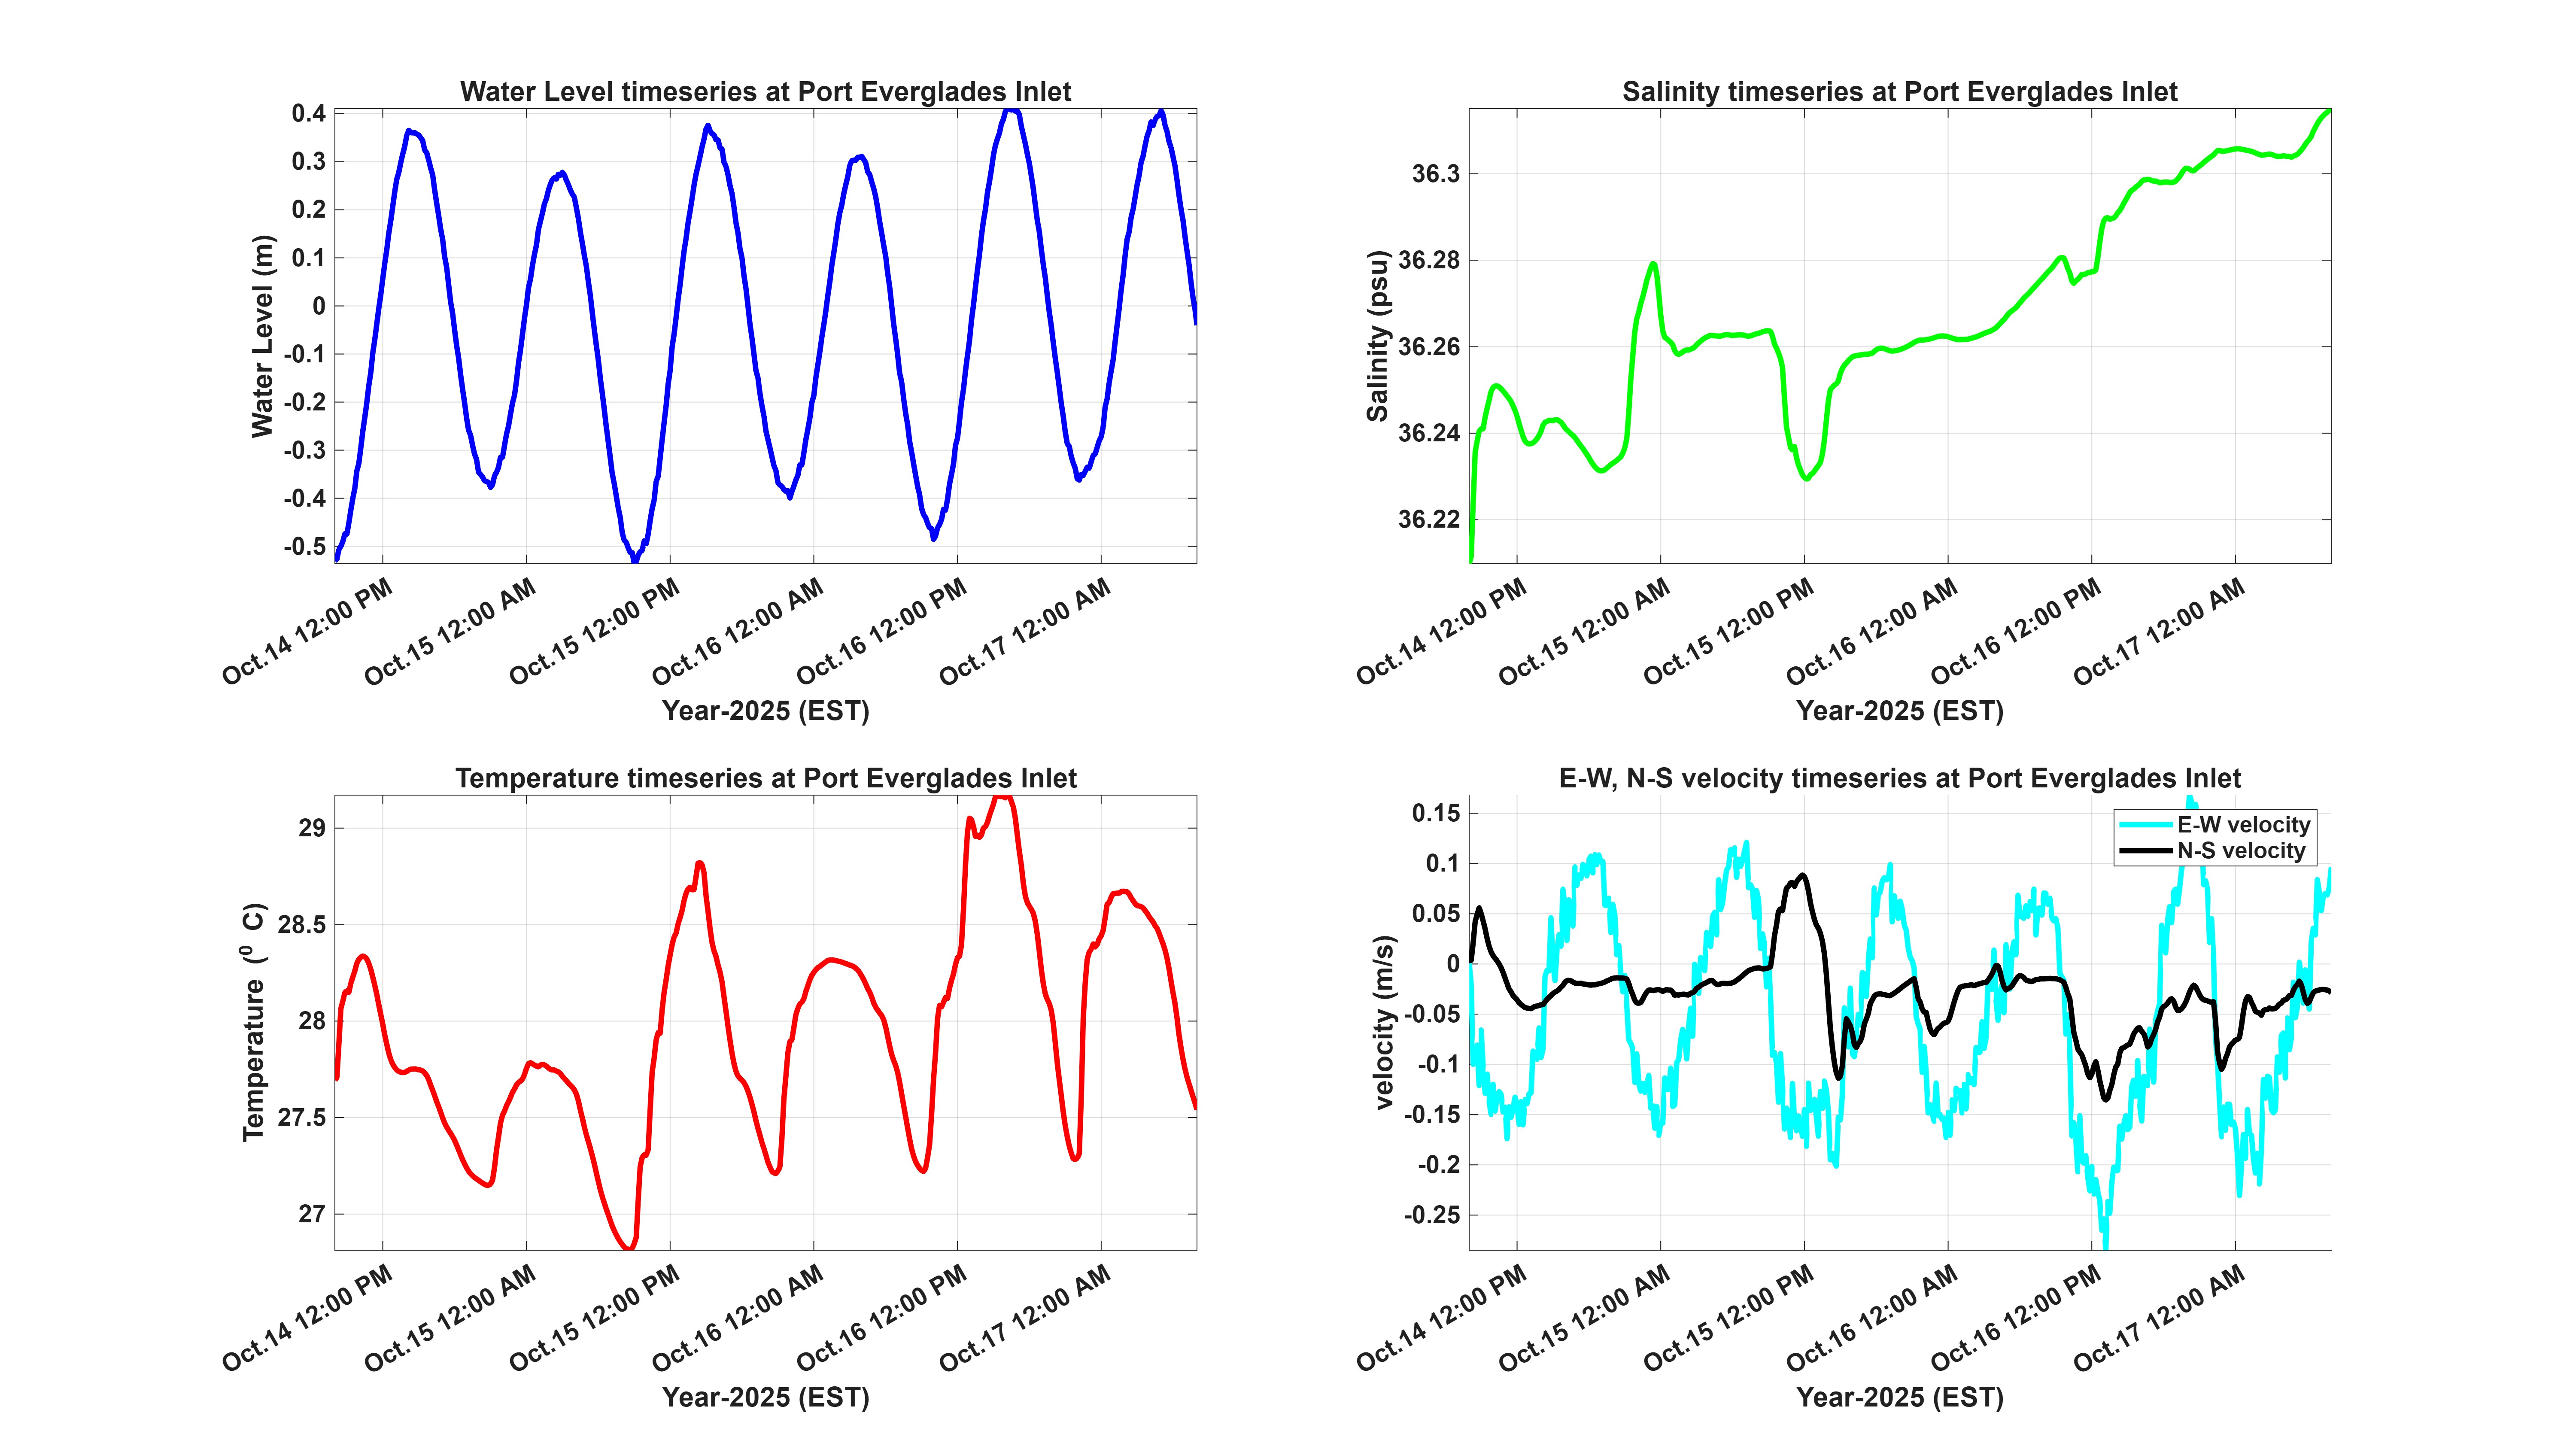 Water Level timeseries at Port Everglades Inlet
Water Level (m)
0.4
0.3
0.2
0.1
0
-0.1
-0.2
-0.3
-0.4
-0.5
Oct.14 12:00 PM
Oct.15 12:00 AM
Oct.15 12:00 PM
Oct.16 12:00 AM
Oct.16 12:00 PM
Oct.17 12:00 AM
Year-2025 (EST)
Salinity timeseries at Port Everglades Inlet
Salinity (psu)
36.3
36.28
36.26
36.24
36.22
Oct.14 12:00 PM
Oct.15 12:00 AM
Oct.15 12:00 PM
Oct.16 12:00 AM
Oct.16 12:00 PM
Oct.17 12:00 AM
Year-2025 (EST)
Temperature timeseries at Port Everglades Inlet
Temperature (⁰ C)
29
28.5
28
27.5
27
Oct.14 12:00 PM
Oct.15 12:00 AM
Oct.15 12:00 PM
Oct.16 12:00 AM
Oct.16 12:00 PM
Oct.17 12:00 AM
Year-2025 (EST)
E-W, N-S velocity timeseries at Port Everglades Inlet
velocity (m/s)
0.15
0.1
0.05
0
-0.05
-0.1
-0.15
-0.2
-0.25
E-W velocity
N-S velocity
Oct.14 12:00 PM
Oct.15 12:00 AM
Oct.15 12:00 PM
Oct.16 12:00 AM
Oct.16 12:00 PM
Oct.17 12:00 AM
Year-2025 (EST)